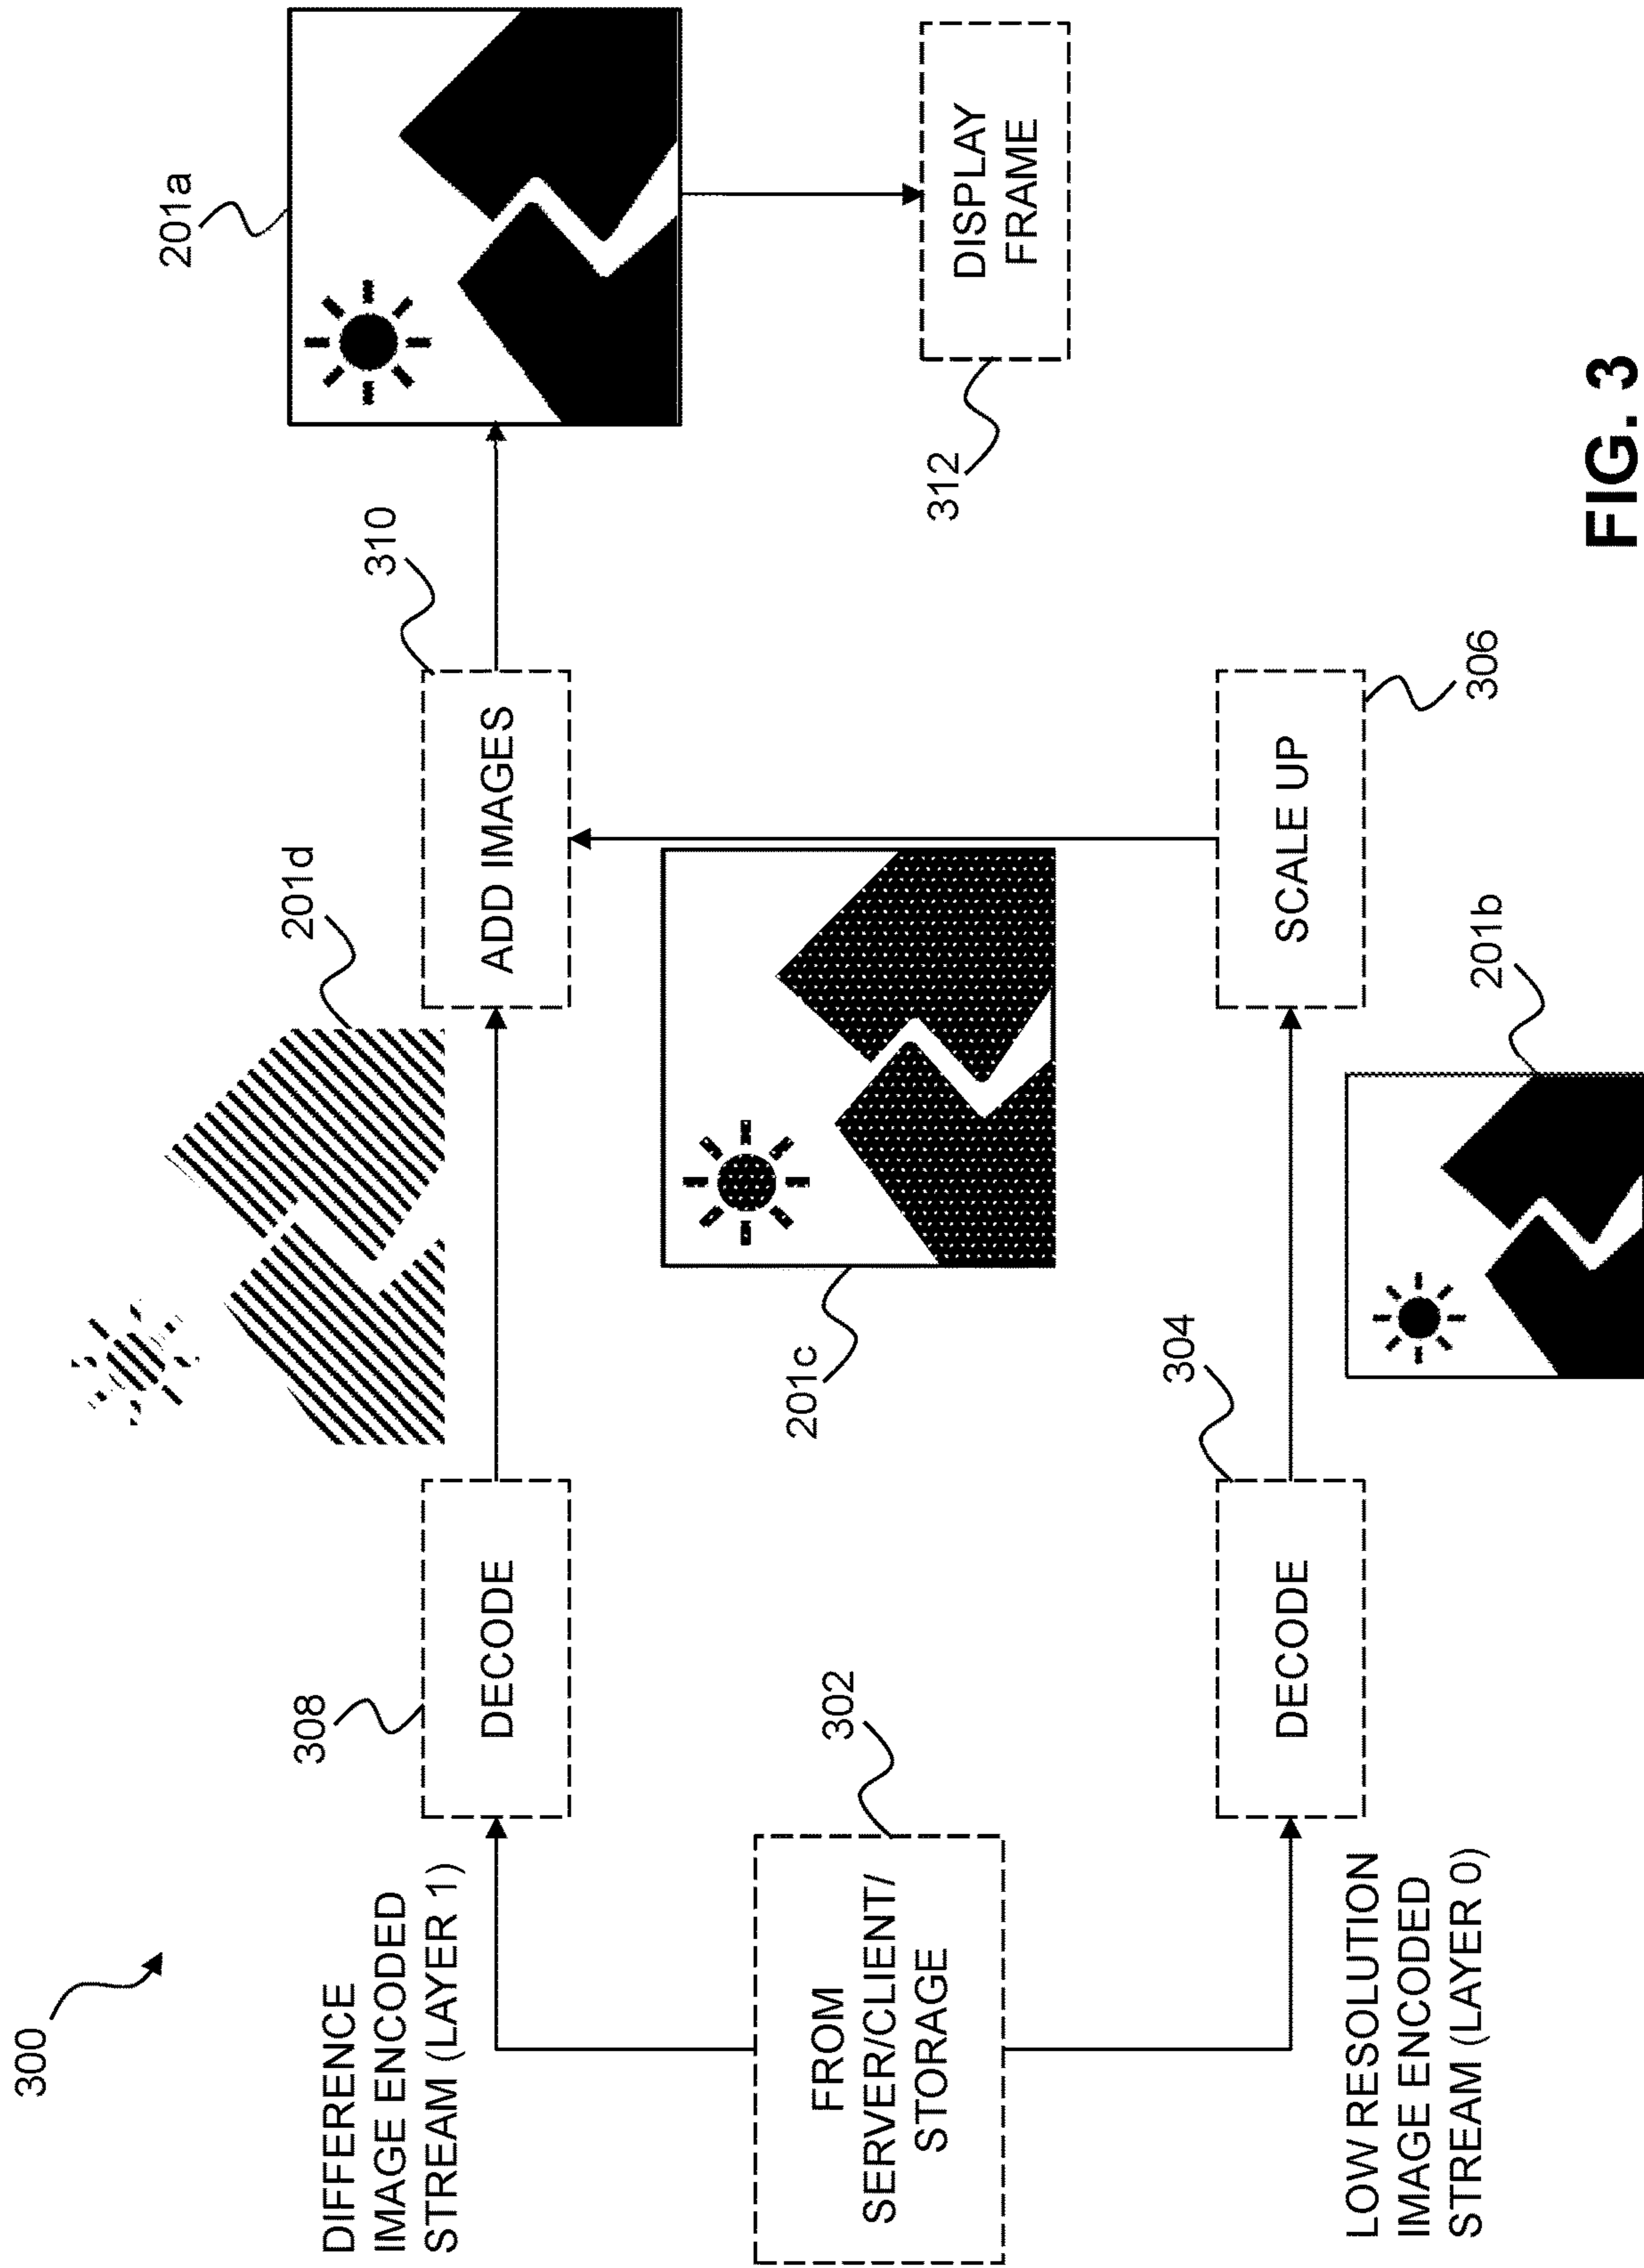 300
DIFFERENCE
IMAGE ENCODED
STREAM (LAYER 1)
308
DECODE
201d
ADD IMAGES
310
201a
FROM
SERVER/CLIENT/
STORAGE
302
201c
DISPLAY
FRAME
312
LOW RESOLUTION
IMAGE ENCODED
STREAM (LAYER 0)
DECODE
304
201b
SCALE UP
306
FIG. 3